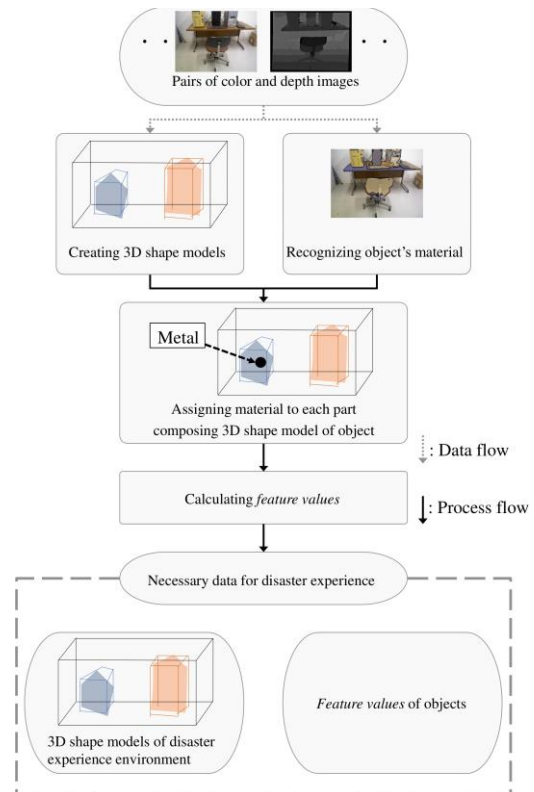 Pairs of color and depth images
Creating 3D shape models
Recognizing object's material
Metal
Assigning material to each part
composing 3D shape model of object
: Data flow
Calculating feature values
: Process flow
Necessary data for disaster experience
3D shape models of disaster
experience environment
Feature values of objects